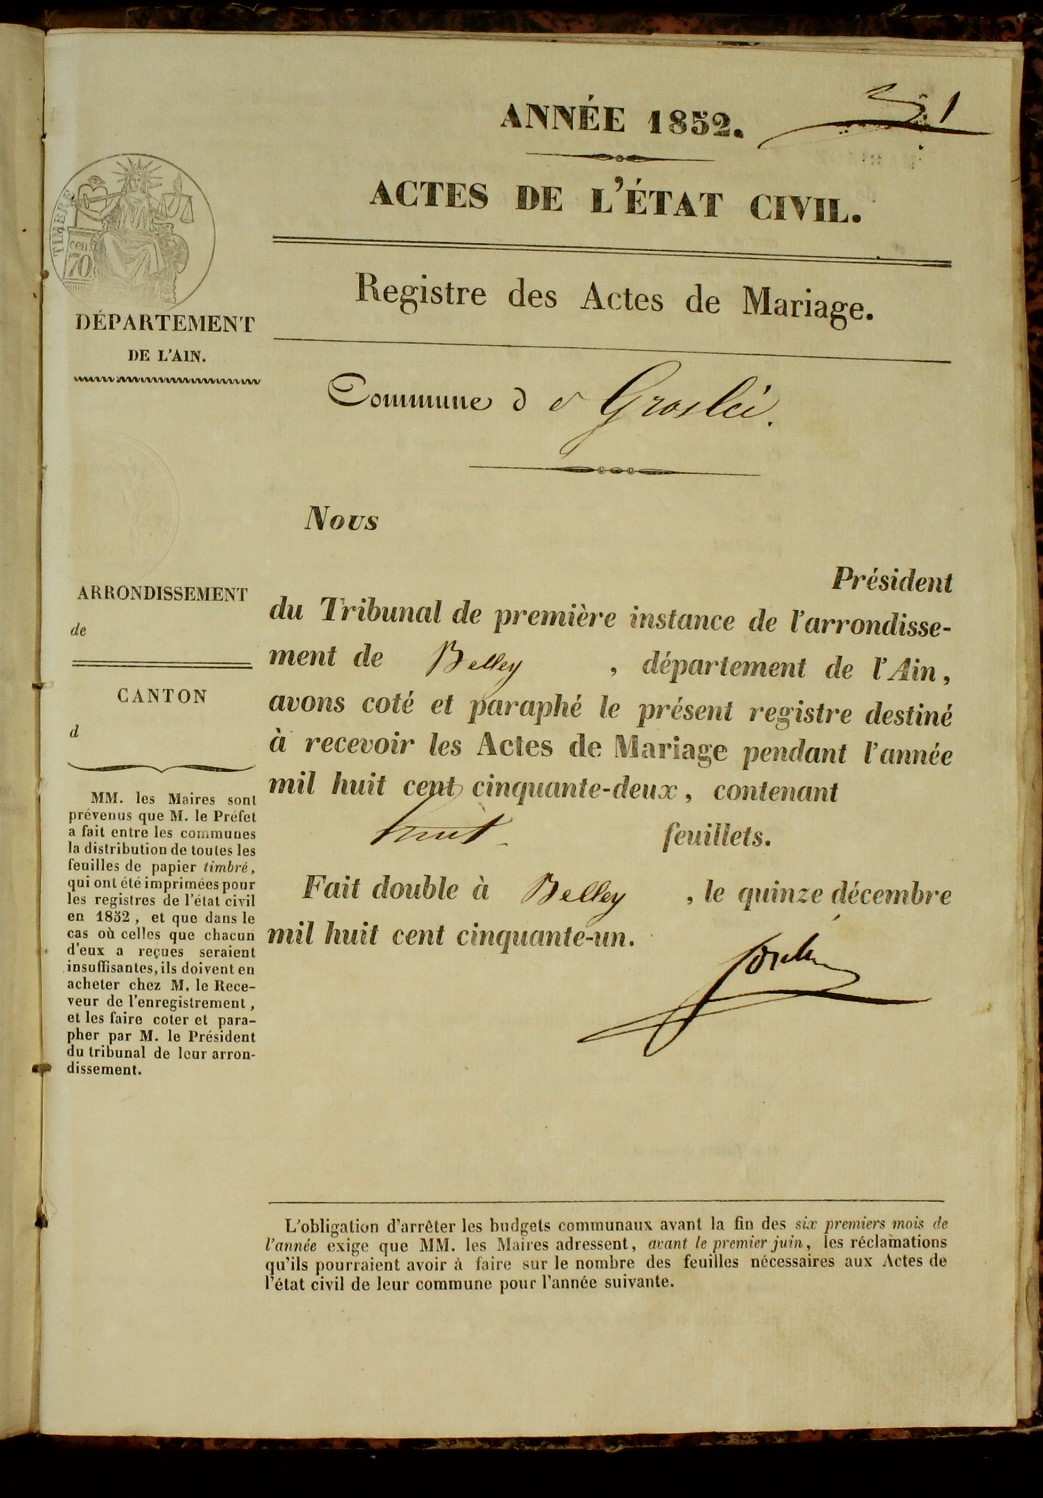 ANNÉE 1852.
ACTES DE L'ÉTAT CIVIL.
Registre des Actes de Mariage.
Commune de Groslée.
TIMBRE
70
DÉPARTEMENT
DE L'AIN.
ARRONDISSEMENT
de
CANTON
d
MM. les Maires sont
prévenus que M. le Préfet
a fait entre les communes
la distribution de toutes les
feuilles de papier timbré,
qui ont été imprimées pour
les registres de l'état civil
en 1852, et que dans le
cas où celles que chacun
d'eux a reçues seraient
insuffisantes, ils doivent en
acheter chez M. le Rece-
veur de l'enregistrement,
et les faire coter et para-
pher par M. le Président
du tribunal de leur arron-
dissement.
Nous
Président
du Tribunal de première instance de l'arrondisse-
ment de Belley, département de l'Ain,
avons coté et paraphé le présent registre destiné
à recevoir les Actes de Mariage pendant l'année
mil huit cent cinquante-deux, contenant
huit feuillets.
Fait double à Belley, le quinze décembre
mil huit cent cinquante-un.
L'obligation d'arrêter les budgets communaux avant la fin des six premiers mois de
l'année exige que MM. les Maires adressent, avant le premier juin, les réclamations
qu'ils pourraient avoir à faire sur le nombre des feuilles nécessaires aux Actes de
l'état civil de leur commune pour l'année suivante.